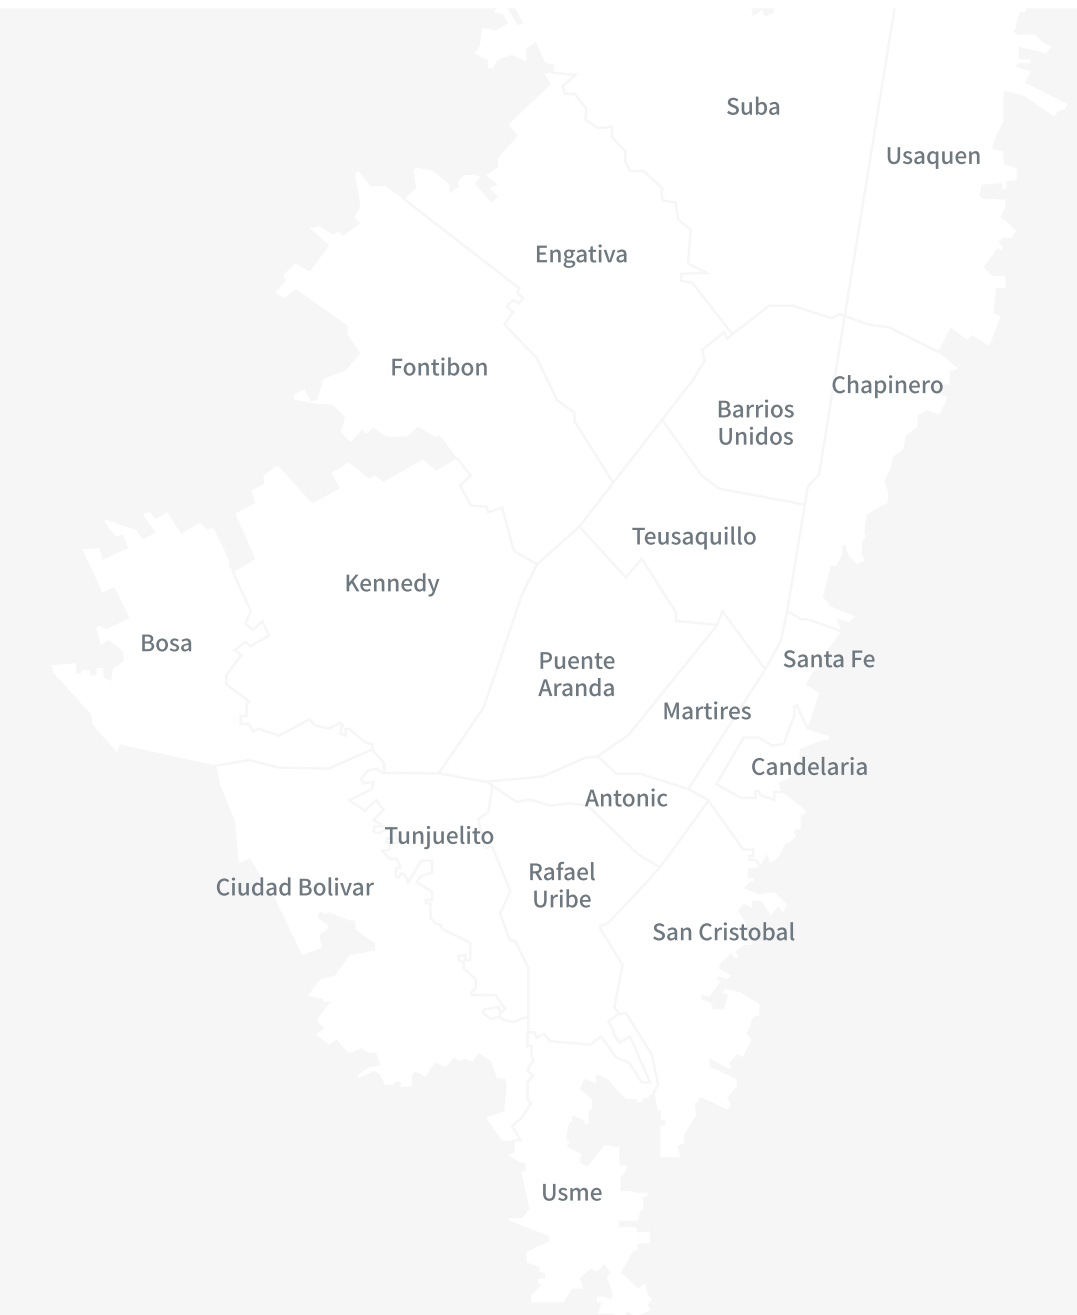 Suba
Usaquen
Engativa
Fontibon
Chapinero
Barrios
Unidos
Teusaquillo
Kennedy
Bosa
Puente
Aranda
Santa Fe
Martires
Candelaria
Antonic
Tunjuelito
Rafael
Uribe
Ciudad Bolivar
San Cristobal
Usme